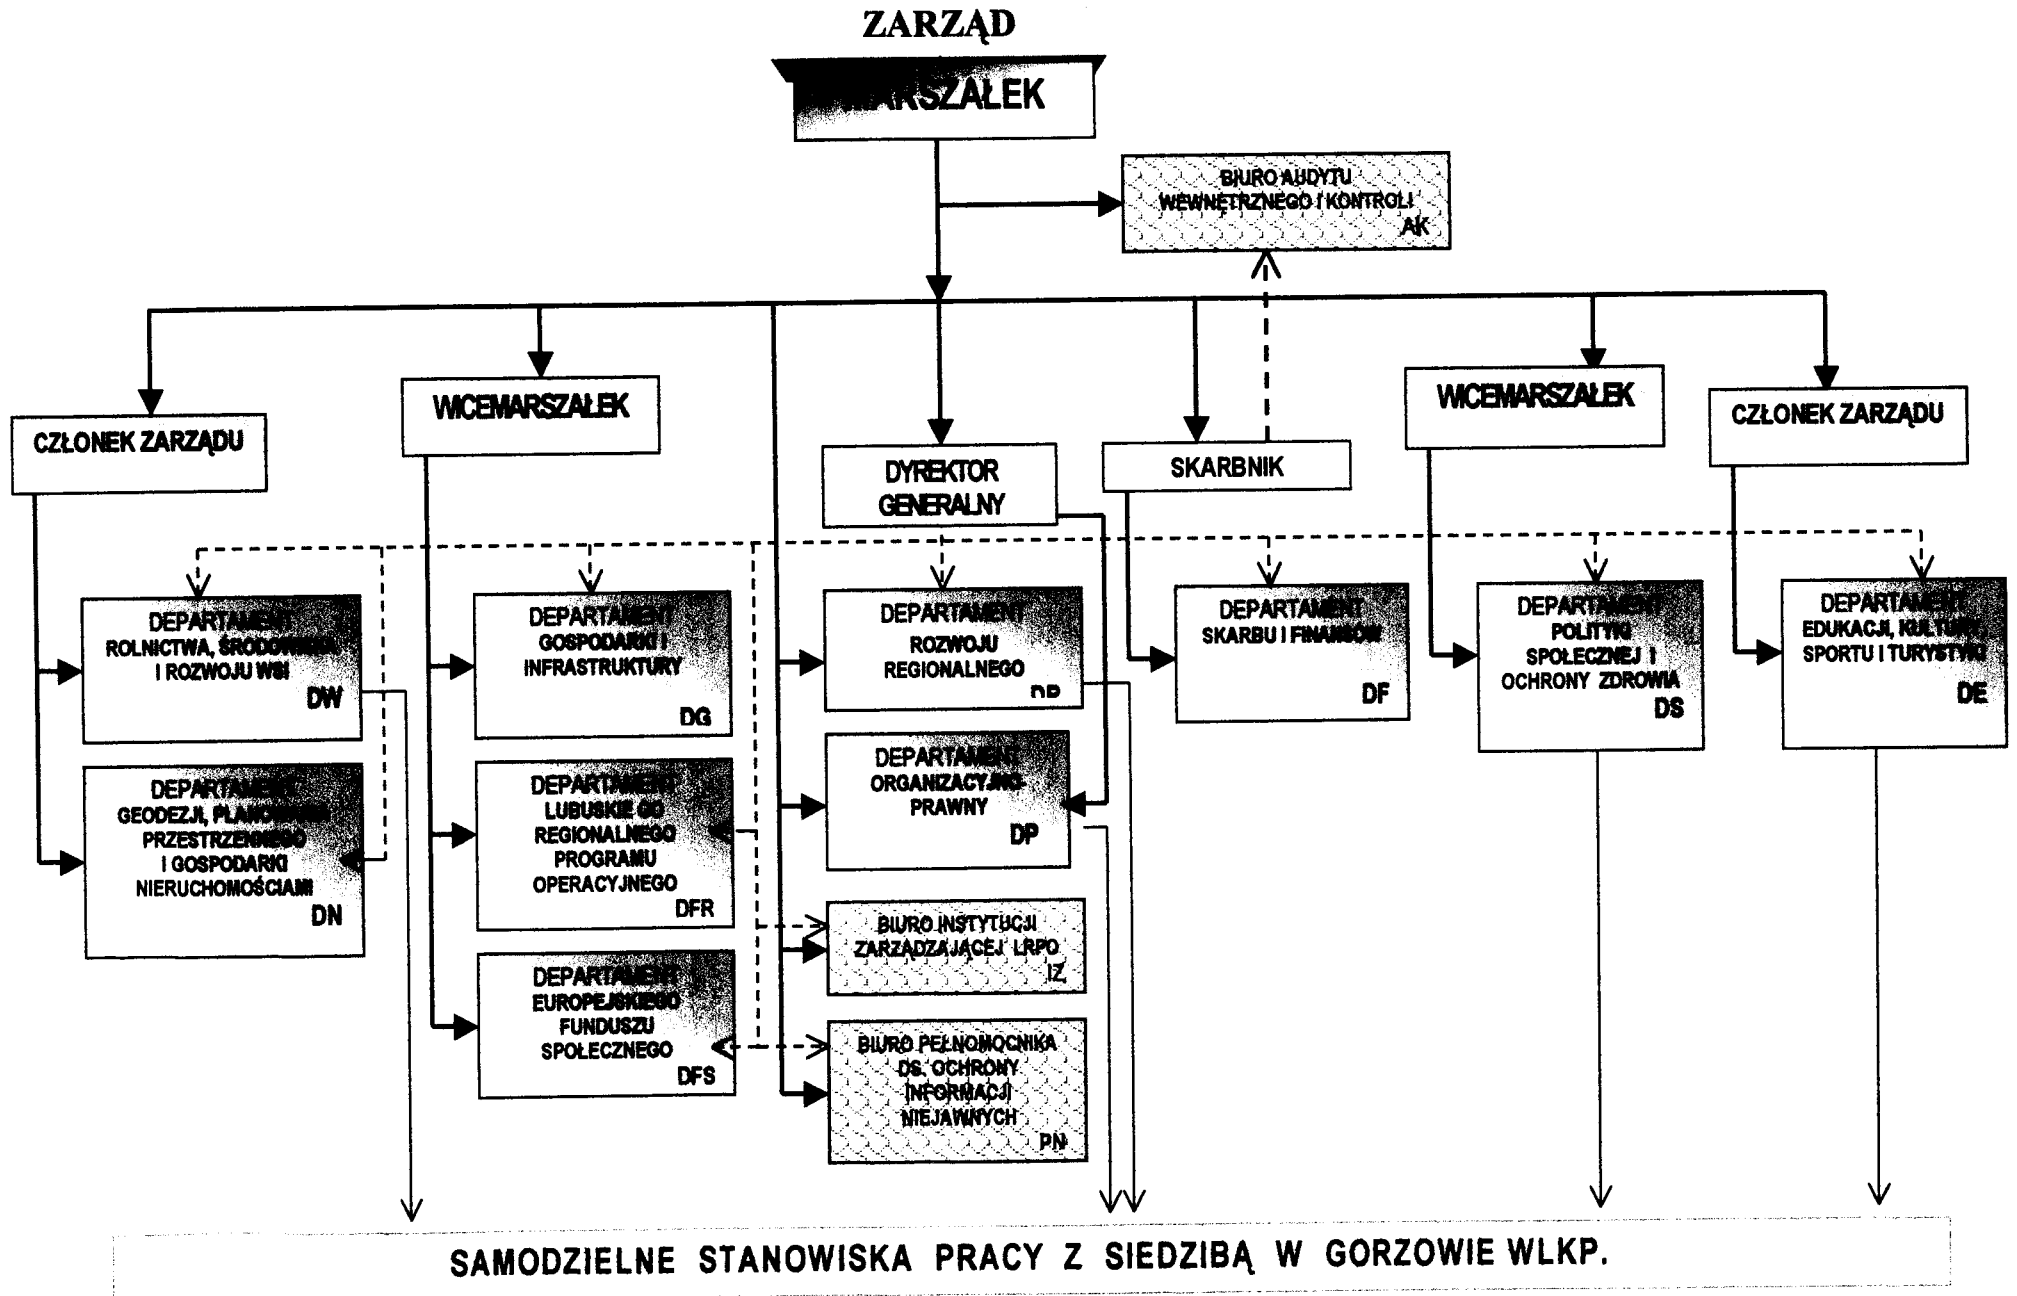 ZARZĄD
MARSZAŁEK
BIURO AUDYTU
WEWNĘTRZNEGO I KONTROLI
AK
CZŁONEK ZARZĄDU
WICEMARSZAŁEK
DYREKTOR
GENERALNY
SKARBNIK
WICEMARSZAŁEK
CZŁONEK ZARZĄDU
DEPARTAMENT
ROLNICTWA, ŚRODOWISKA
I ROZWOJU WSI
DW
DEPARTAMENT
GEODEZJI, PLANOWANIA
PRZESTRZENNEGO
I GOSPODARKI
NIERUCHOMOŚCIAMI
DN
DEPARTAMENT
GOSPODARKI I
INFRASTRUKTURY
DG
DEPARTAMENT
LUBUSKIE GO
REGIONALNEGO
PROGRAMU
OPERACYJNEGO
DFR
DEPARTAMENT
EUROPEJSKIEGO
FUNDUSZU
SPOŁECZNEGO
DFS
DEPARTAMENT
ROZWOJU
REGIONALNEGO
DEPARTAMENT
ORGANIZACYJNO-
PRAWNY
DP
BIURO INSTYTUCJI
ZARZĄDZAJĄCEJ LRPO
IZ
BIURO PEŁNOMOCNIKA
DS. OCHRONY
INFORMACJI
NIEJAWNYCH
PN
DEPARTAMENT
SKARBU I FINANSÓW
DF
DEPARTAMENT
POLITYKI
SPOŁECZNEJ I
OCHRONY ZDROWIA
DS
DEPARTAMENT
EDUKACJI, KULTURY,
SPORTU I TURYSTYKI
DE
SAMODZIELNE STANOWISKA PRACY Z SIEDZIBĄ W GORZOWIE WLKP.